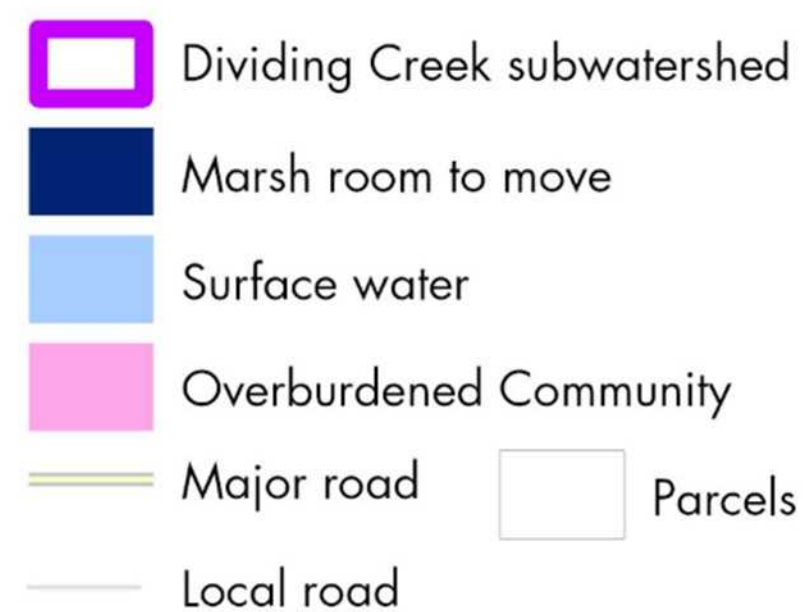 Dividing Creek subwatershed
Marsh room to move
Surface water
Overburdened Community
Major road
Parcels
Local road